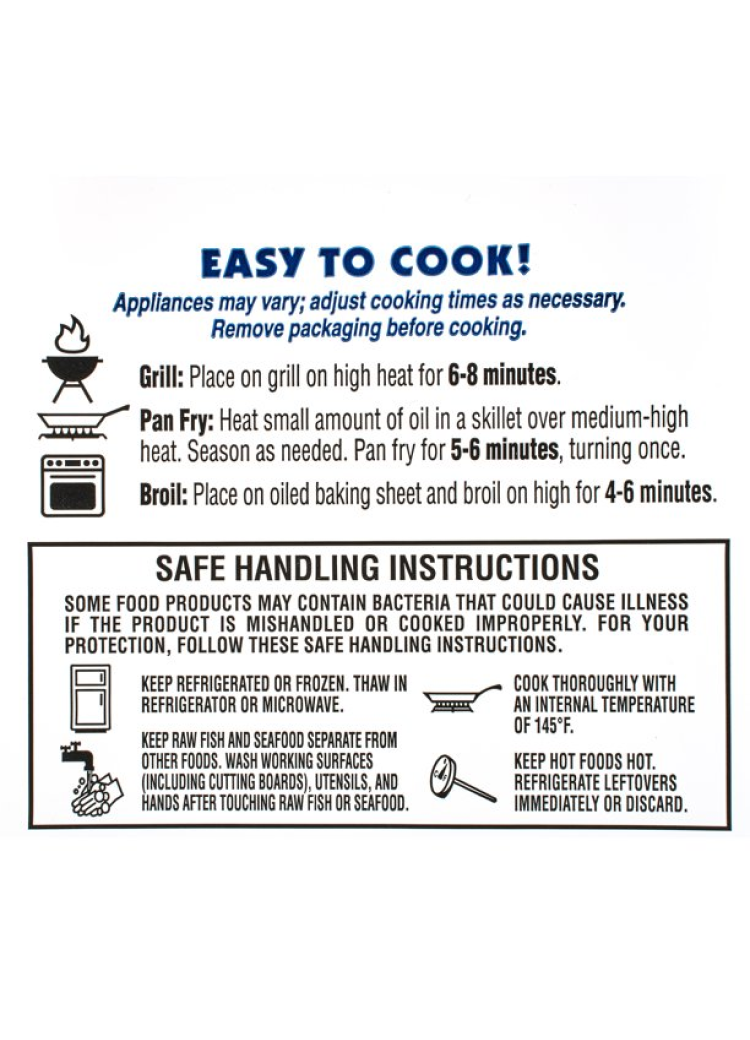 EASY TO COOK!
Appliances may vary; adjust cooking times as necessary.
Remove packaging before cooking.
Grill: Place on grill on high heat for 6-8 minutes.
Pan Fry: Heat small amount of oil in a skillet over medium-high
heat. Season as needed. Pan fry for 5-6 minutes, turning once.
Broil: Place on oiled baking sheet and broil on high for 4-6 minutes.
SAFE HANDLING INSTRUCTIONS
SOME FOOD PRODUCTS MAY CONTAIN BACTERIA THAT COULD CAUSE ILLNESS
IF THE PRODUCT IS MISHANDLED OR COOKED IMPROPERLY. FOR YOUR
PROTECTION, FOLLOW THESE SAFE HANDLING INSTRUCTIONS.
KEEP REFRIGERATED OR FROZEN. THAW IN
REFRIGERATOR OR MICROWAVE.
KEEP RAW FISH AND SEAFOOD SEPARATE FROM
OTHER FOODS. WASH WORKING SURFACES
(INCLUDING CUTTING BOARDS), UTENSILS, AND
HANDS AFTER TOUCHING RAW FISH OR SEAFOOD.
COOK THOROUGHLY WITH
AN INTERNAL TEMPERATURE
OF 145°F.
KEEP HOT FOODS HOT.
REFRIGERATE LEFTOVERS
IMMEDIATELY OR DISCARD.